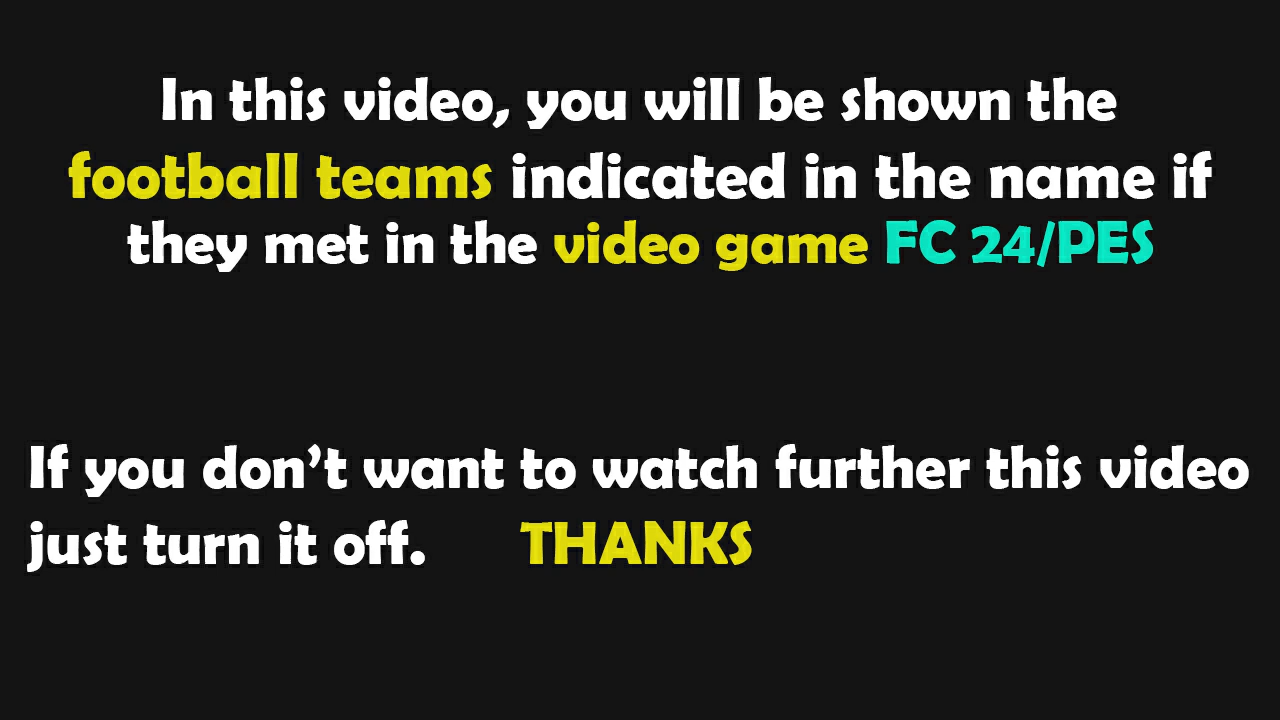 In this video, you will be shown the
football teams indicated in the name if
they met in the video game FC 24/PES
If you don’t want to watch further this video
just turn it off. THANKS